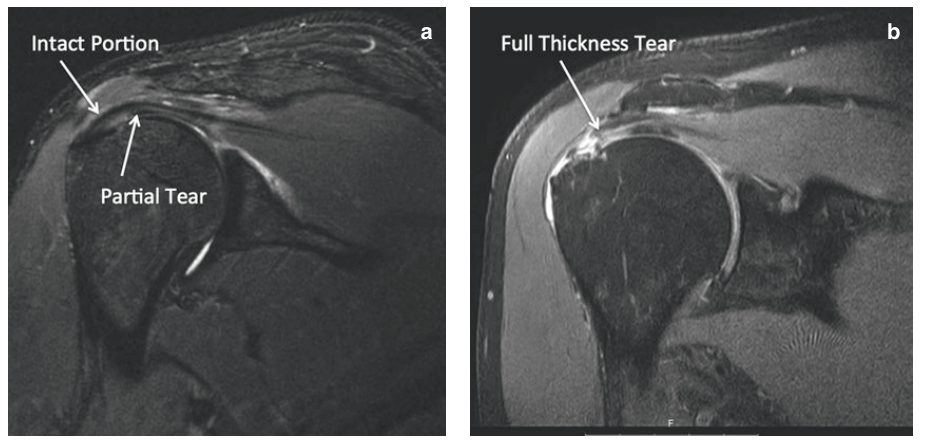 a
Intact Portion
Partial Tear
b
Full Thickness Tear
F